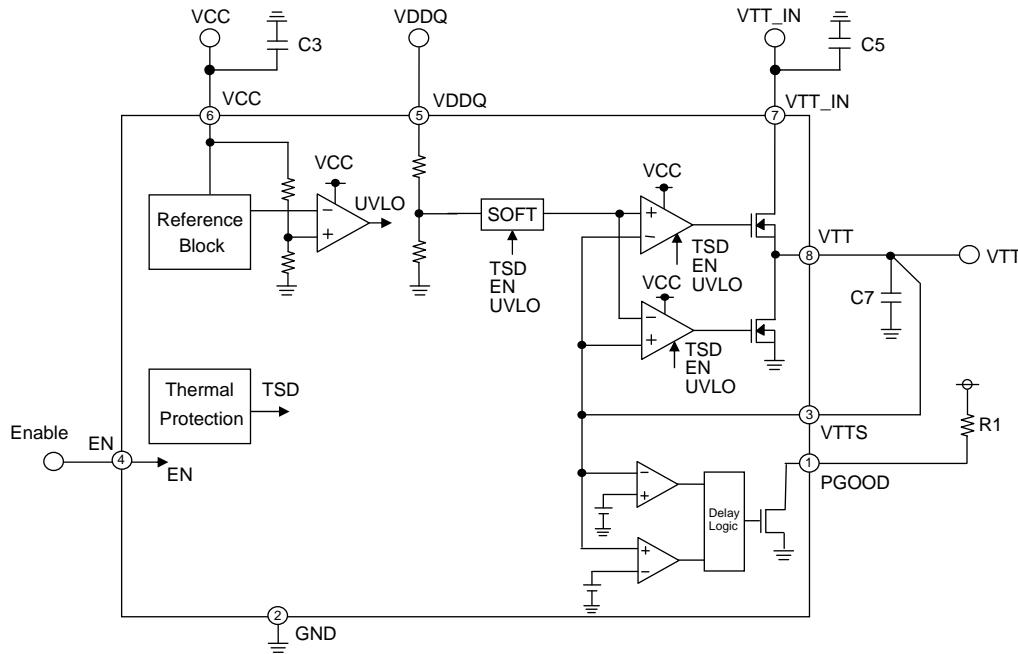 VCC
VDDQ
VTT_IN
C3
C5
VCC
VDDQ
VTT_IN
6
5
7
VCC
UVLO
Reference
Block
−
+
SOFT
TSD
EN
UVLO
VCC
+
−
TSD
EN
UVLO
VCC
−
+
TSD
EN
UVLO
VTT
8
VTT
C7
Thermal
Protection
TSD
3
VTTS
R1
Enable
EN
4
EN
1
PGOOD
−
+
Delay
Logic
+
−
2
GND